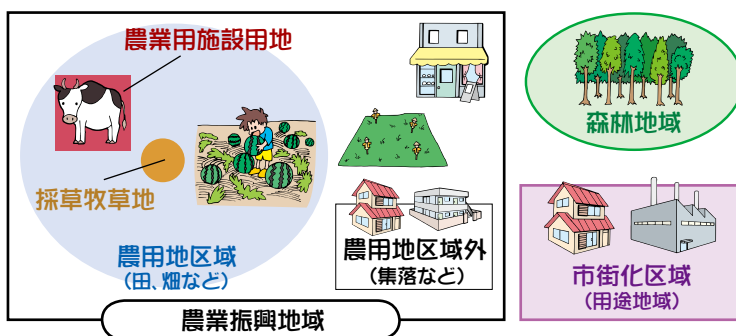 農業用施設用地
採草牧草地
農用地区域
(田、畑など)
農用地区域外
(集落など)
農業振興地域
森林地域
市街化区域
(用途地域)